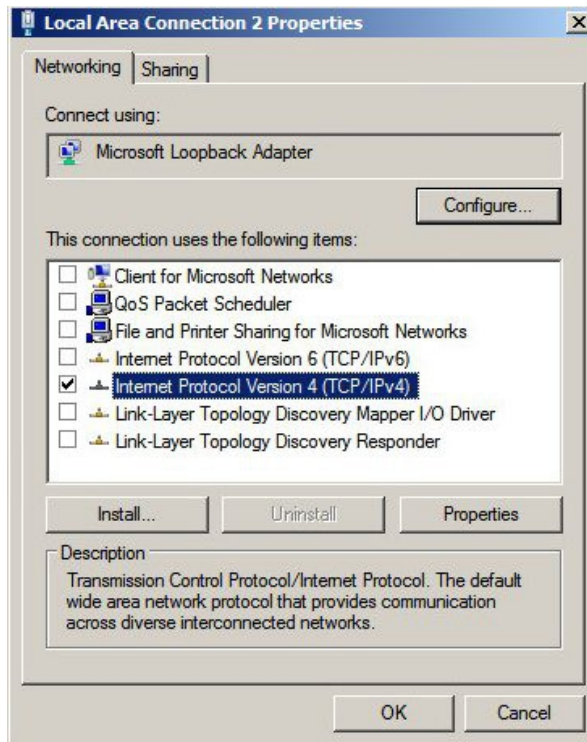 Local Area Connection 2 Properties
Networking
Sharing
Connect using:
Microsoft Loopback Adapter
Configure...
This connection uses the following items:
Client for Microsoft Networks
QoS Packet Scheduler
File and Printer Sharing for Microsoft Networks
Internet Protocol Version 6 (TCP/IPv6)
Internet Protocol Version 4 (TCP/IPv4)
Link-Layer Topology Discovery Mapper I/O Driver
Link-Layer Topology Discovery Responder
Install...
Uninstall
Properties
Description
Transmission Control Protocol/Internet Protocol. The default
wide area network protocol that provides communication
across diverse interconnected networks.
OK
Cancel